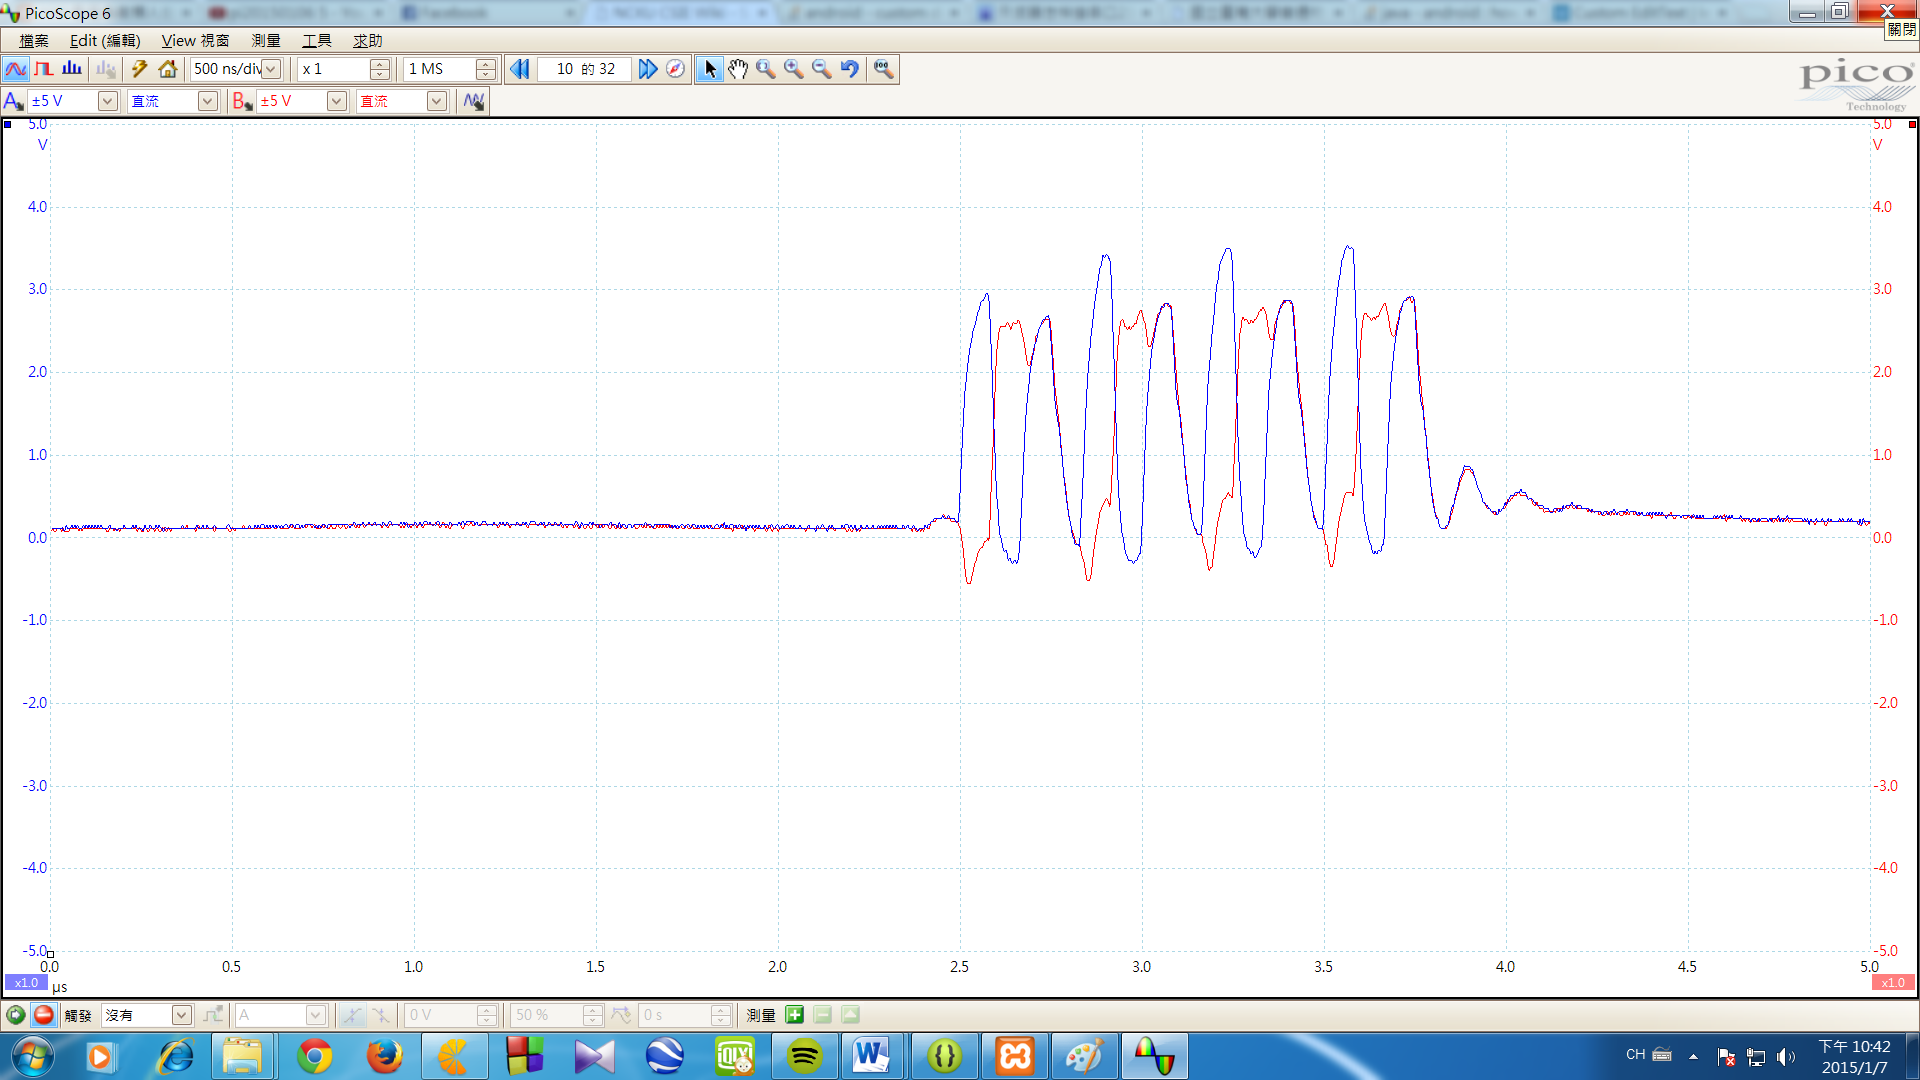 PicoScope 6
關閉
檔案 Edit (編輯) View 視窗 測量 工具 求助
500 ns/div x 1 1 MS 10 的 32
pico
Technology
A ±5 V 直流 B ±5 V 直流
5.0 5.0
V V
4.0 4.0
3.0 3.0
2.0 2.0
1.0 1.0
0.0 0.0
-1.0 -1.0
-2.0 -2.0
-3.0 -3.0
-4.0 -4.0
-5.0 -5.0
0.0 0.5 1.0 1.5 2.0 2.5 3.0 3.5 4.0 4.5 5.0
x1.0 µs x1.0
觸發 沒有 A 0 V 50 % 0 s 測量
iQIYI
W
CH
下午 10:42
2015/1/7